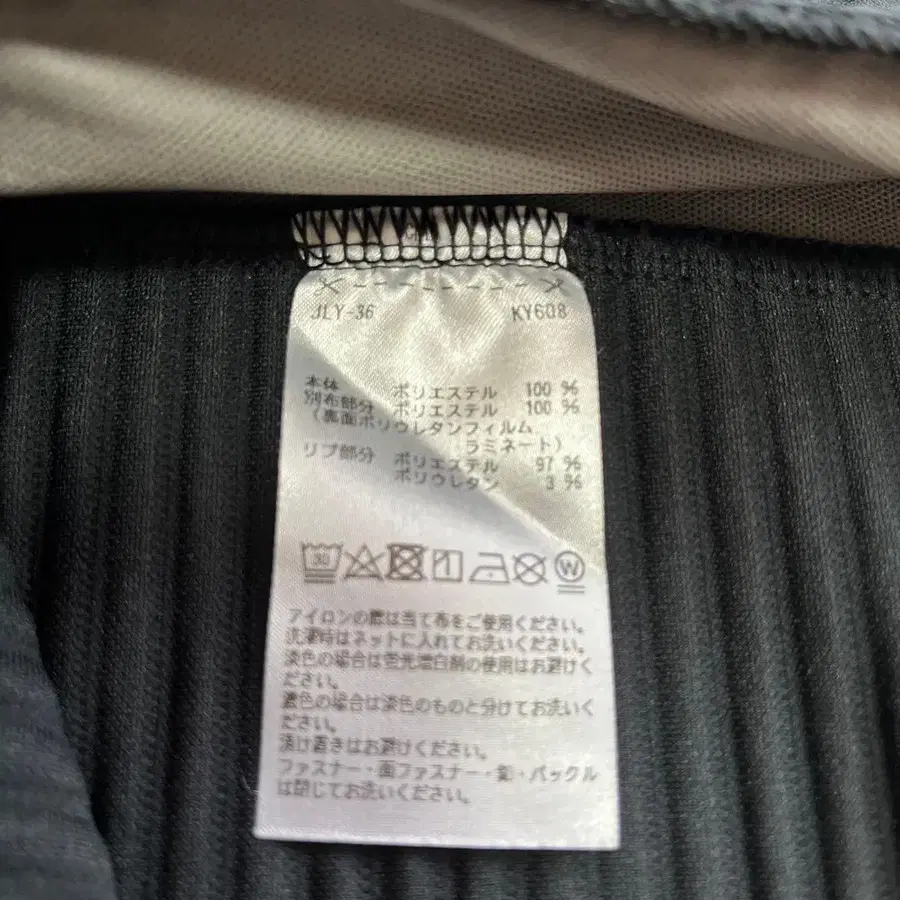 JLY-36 KY608
本体 ポリエステル 100 %
別布部分 ポリエステル 100 %
(裏面ポリウレタンフィルム
ラミネート)
リブ部分 ポリエステル 97 %
ポリウレタン 3 %
30 W
アイロンの際は当て布をご使用ください。
洗濯時はネットに入れてお洗いください。
淡色の場合は蛍光増白剤の使用はお避けく
ださい。
濃色の場合は淡色のものと分けてお洗いく
ださい。
漬け置きはお避けください。
ファスナー・面ファスナー・釦・バックル
は閉じてお洗いください。